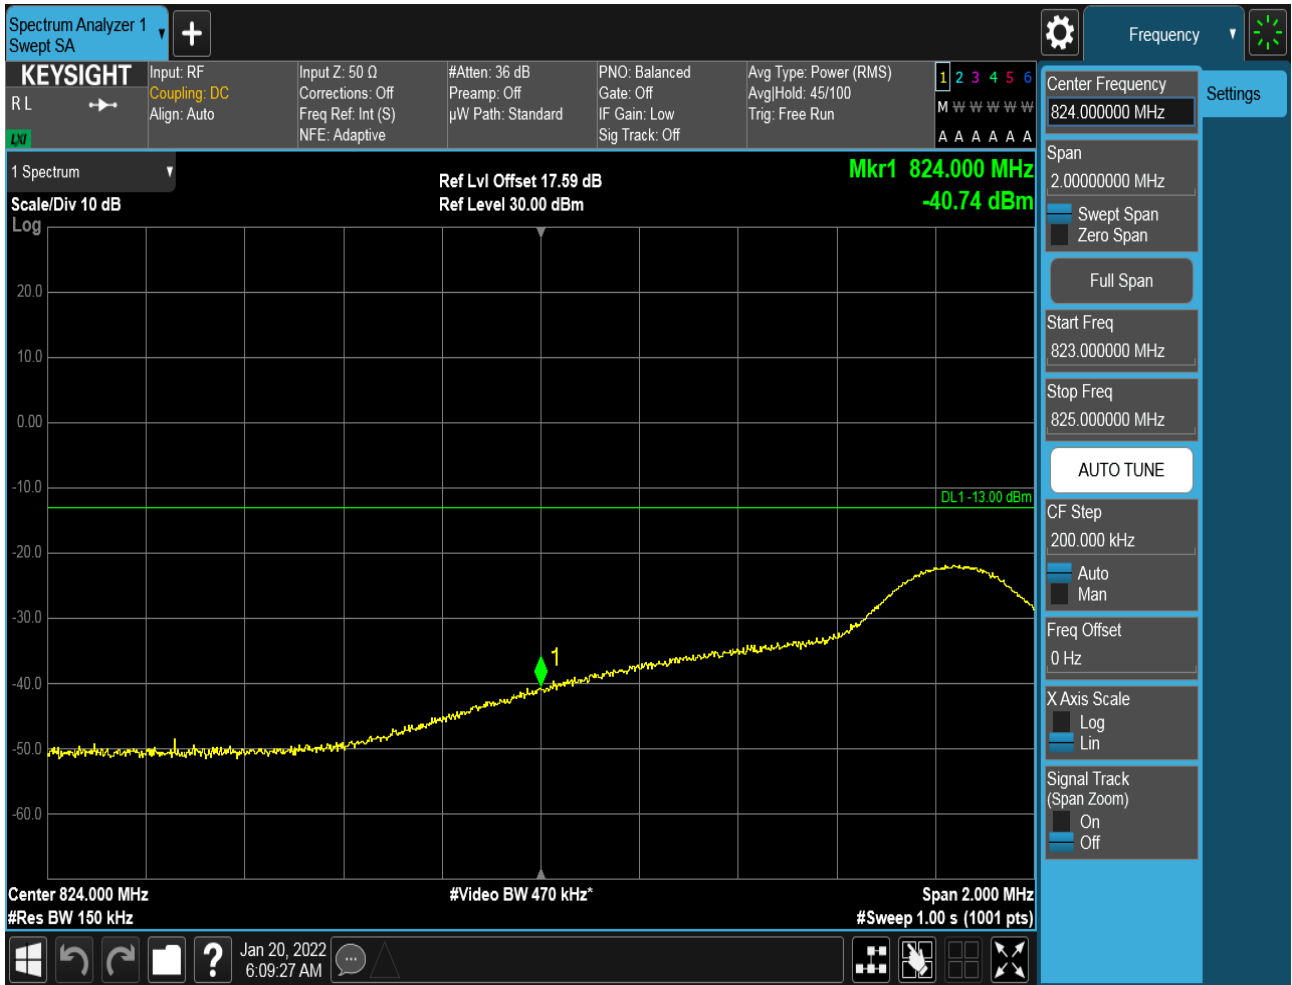 Spectrum Analyzer 1
Swept SA
Frequency
KEYSIGHT
R L
LXI
Input: RF
Coupling: DC
Align: Auto
Input Z: 50 Ω
Corrections: Off
Freq Ref: Int (S)
NFE: Adaptive
#Atten: 36 dB
Preamp: Off
µW Path: Standard
PNO: Balanced
Gate: Off
IF Gain: Low
Sig Track: Off
Avg Type: Power (RMS)
Avg|Hold: 45/100
Trig: Free Run
1 2 3 4 5 6
M W W W W W
A A A A A A
1 Spectrum
Scale/Div 10 dB
Log
Ref Lvl Offset 17.59 dB
Ref Level 30.00 dBm
Mkr1 824.000 MHz
-40.74 dBm
20.0
10.0
0.00
-10.0
-20.0
-30.0
-40.0
-50.0
-60.0
DL1 -13.00 dBm
1
Center 824.000 MHz
#Res BW 150 kHz
#Video BW 470 kHz*
Span 2.000 MHz
#Sweep 1.00 s (1001 pts)
Center Frequency
824.000000 MHz
Settings
Span
2.00000000 MHz
Swept Span
Zero Span
Full Span
Start Freq
823.000000 MHz
Stop Freq
825.000000 MHz
AUTO TUNE
CF Step
200.000 kHz
Auto
Man
Freq Offset
0 Hz
X Axis Scale
Log
Lin
Signal Track
(Span Zoom)
On
Off
?
Jan 20, 2022
6:09:27 AM